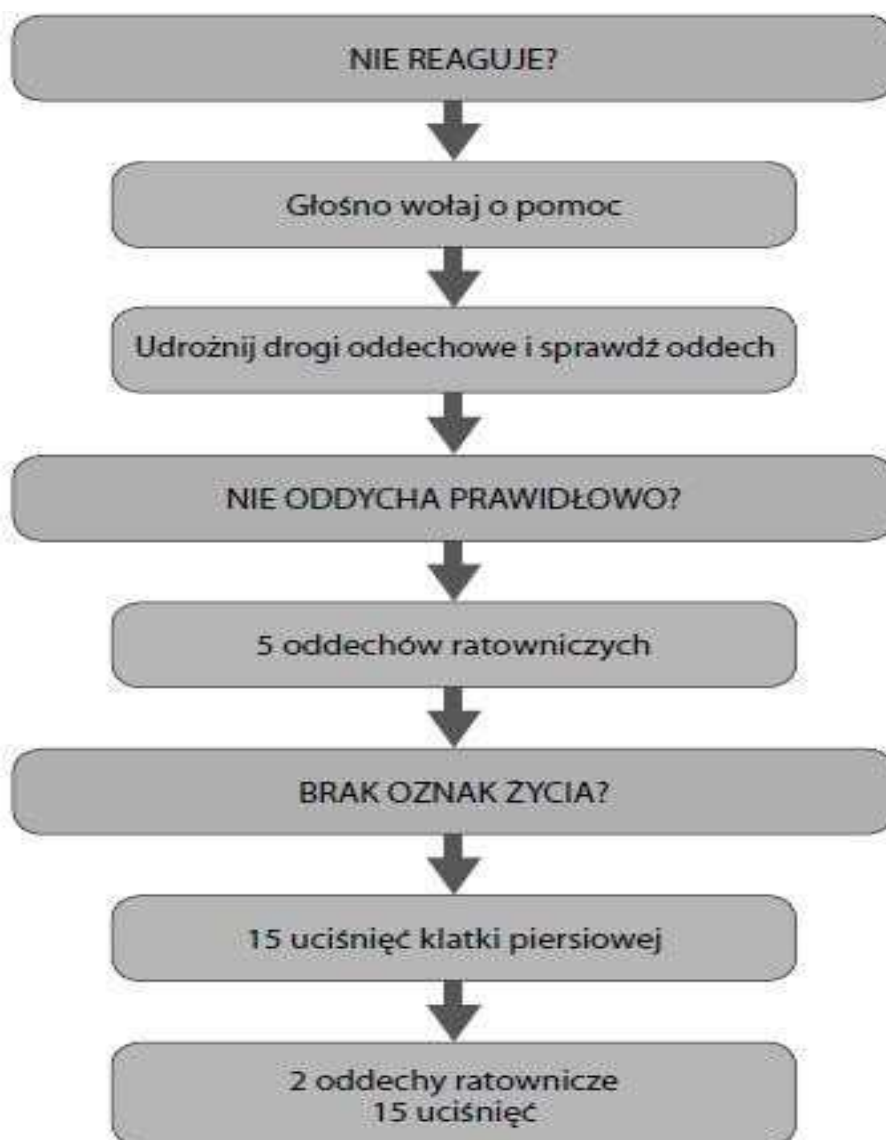 NIE REAGUJE?
Głośno wołaj o pomoc
Udrożnij drogi oddechowe i sprawdź oddech
NIE ODDYCHA PRAWIDŁOWO?
5 oddechów ratowniczych
BRAK OZNAK ŻYCIA?
15 uciśnięć klatki piersiowej
2 oddechy ratownicze
15 uciśnięć